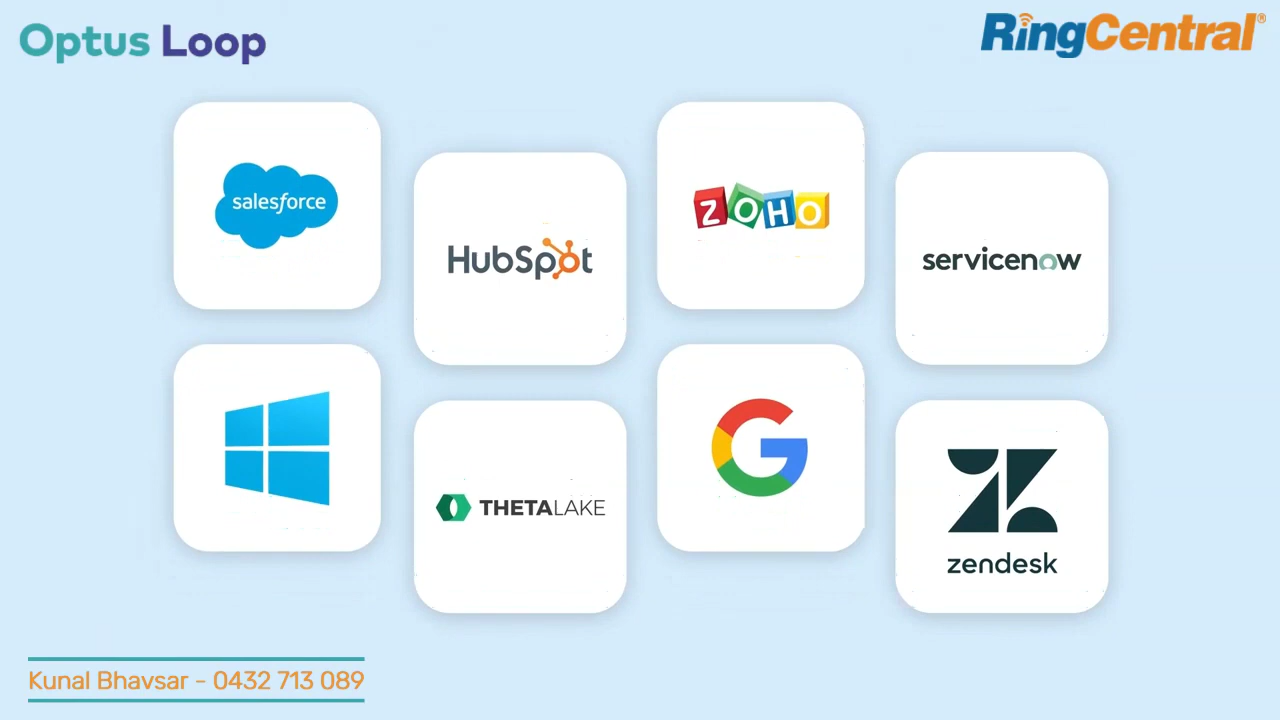 Optus Loop
RingCentral®
salesforce
HubSpot
ZOHO
servicenow
THETALAKE
G
zendesk
Kunal Bhavsar - 0432 713 089